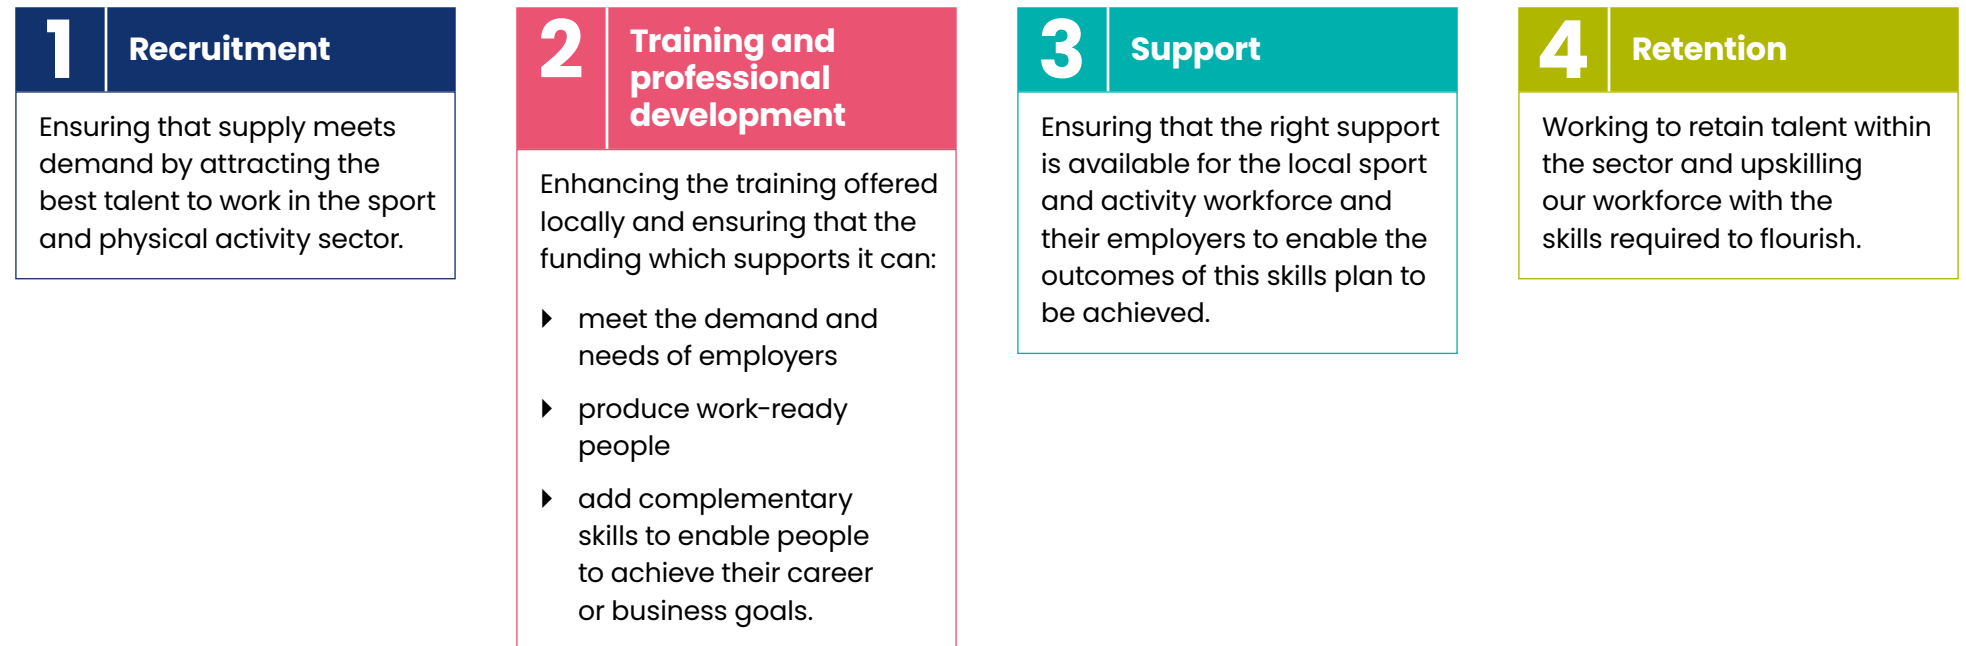 1
Recruitment
Ensuring that supply meets
demand by attracting the
best talent to work in the sport
and physical activity sector.
2
Training and
professional
development
Enhancing the training offered
locally and ensuring that the
funding which supports it can:
meet the demand and
needs of employers
produce work-ready
people
add complementary
skills to enable people
to achieve their career
or business goals.
3
Support
Ensuring that the right support
is available for the local sport
and activity workforce and
their employers to enable the
outcomes of this skills plan to
be achieved.
4
Retention
Working to retain talent within
the sector and upskilling
our workforce with the
skills required to flourish.